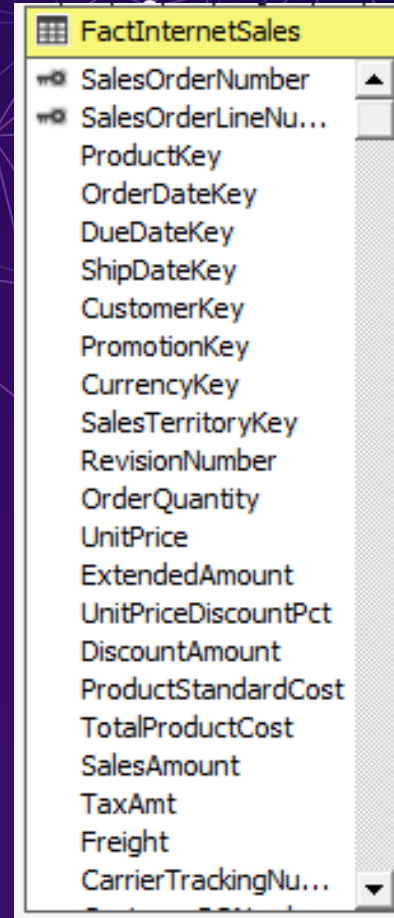 FactInternetSales
SalesOrderNumber
SalesOrderLineNu...
ProductKey
OrderDateKey
DueDateKey
ShipDateKey
CustomerKey
PromotionKey
CurrencyKey
SalesTerritoryKey
RevisionNumber
OrderQuantity
UnitPrice
ExtendedAmount
UnitPriceDiscountPct
DiscountAmount
ProductStandardCost
TotalProductCost
SalesAmount
TaxAmt
Freight
CarrierTrackingNu...